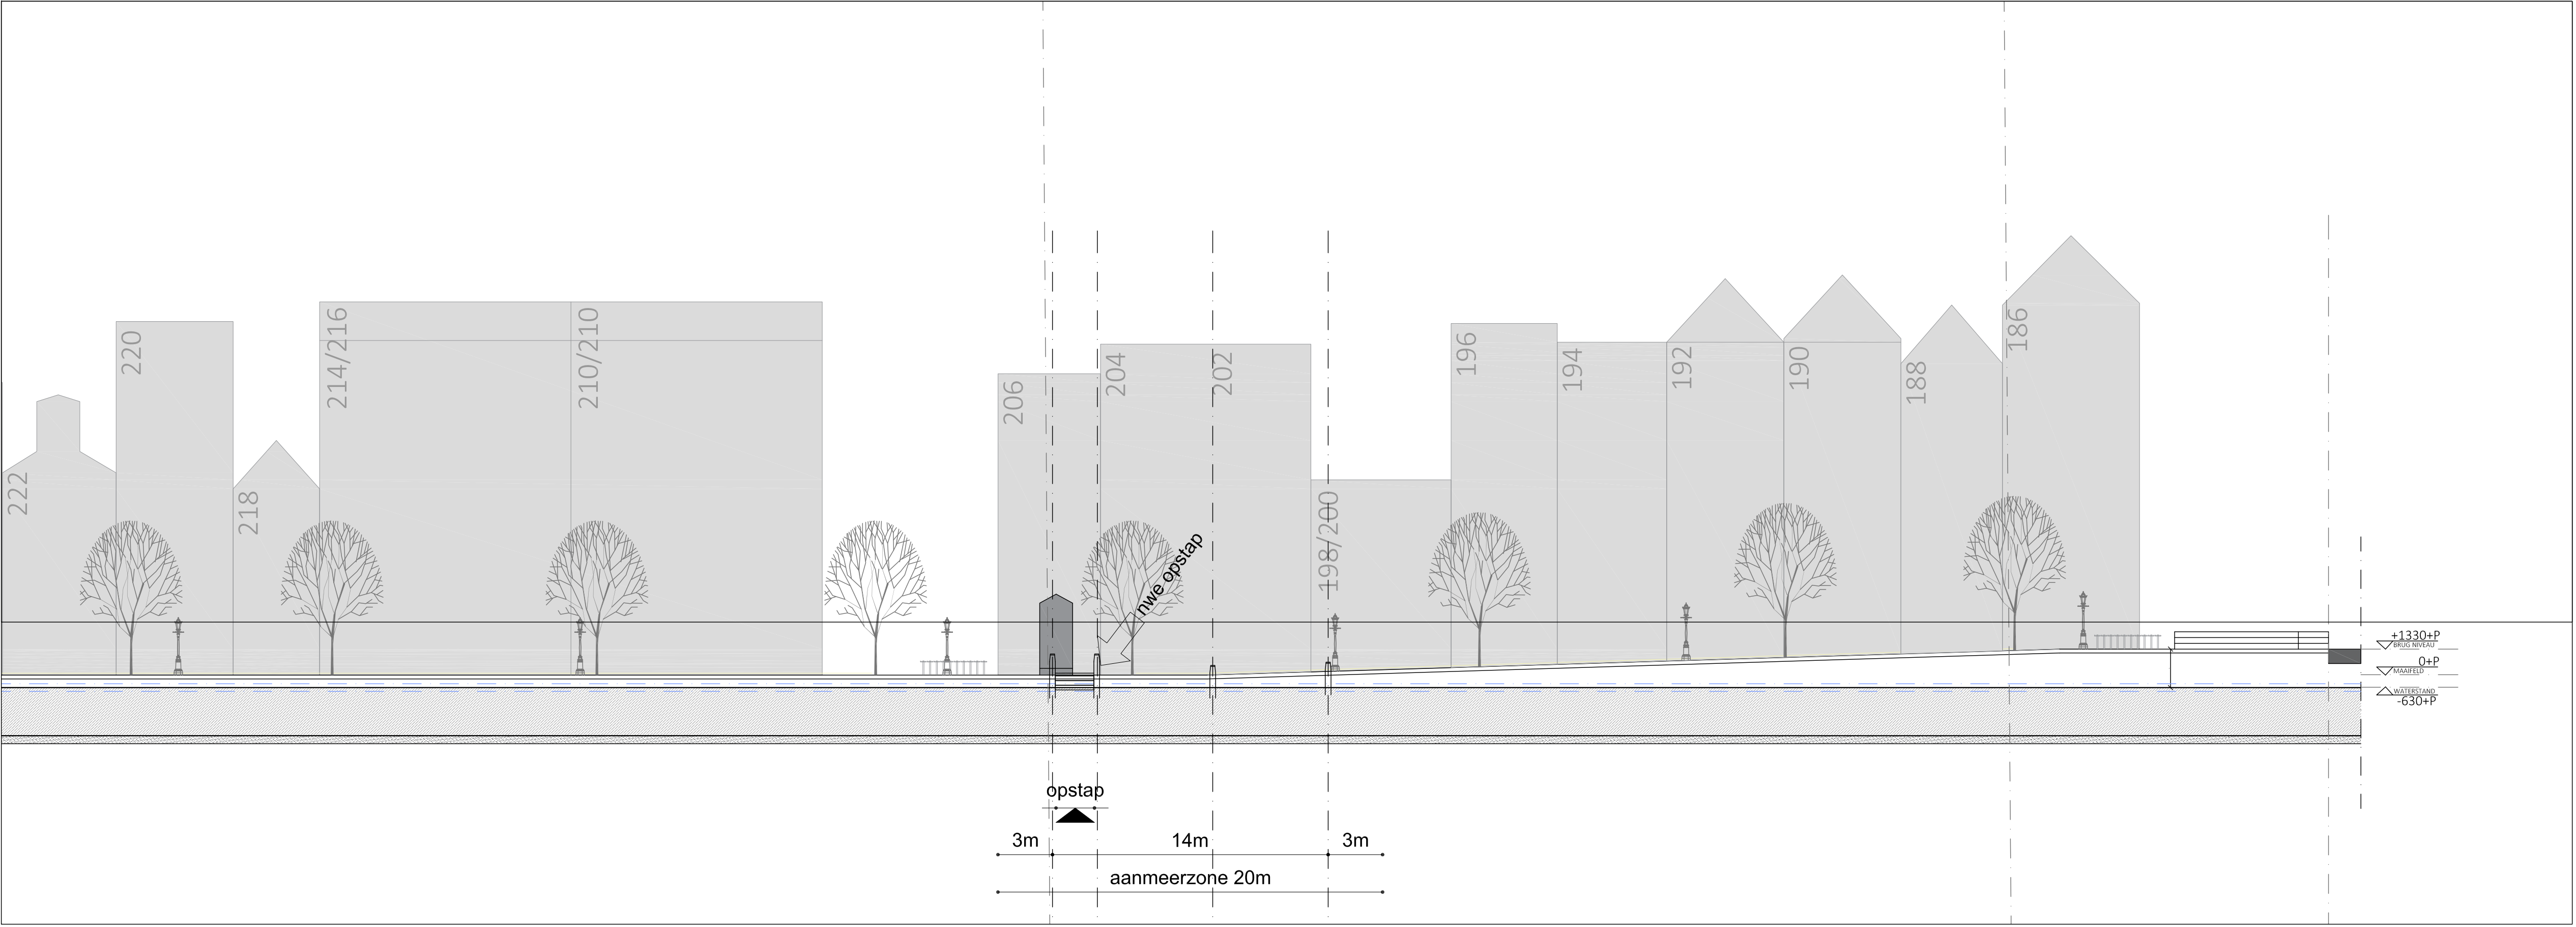 222
220
218
214/216
210/210
206
204
202
198/200
196
194
192
190
188
186
nwe opstap
+1330+P
BRUG NIVEAU
0+P
MAAIFELD
WATERSTAND
-630+P
opstap
3m 14m 3m
aanmeerzone 20m